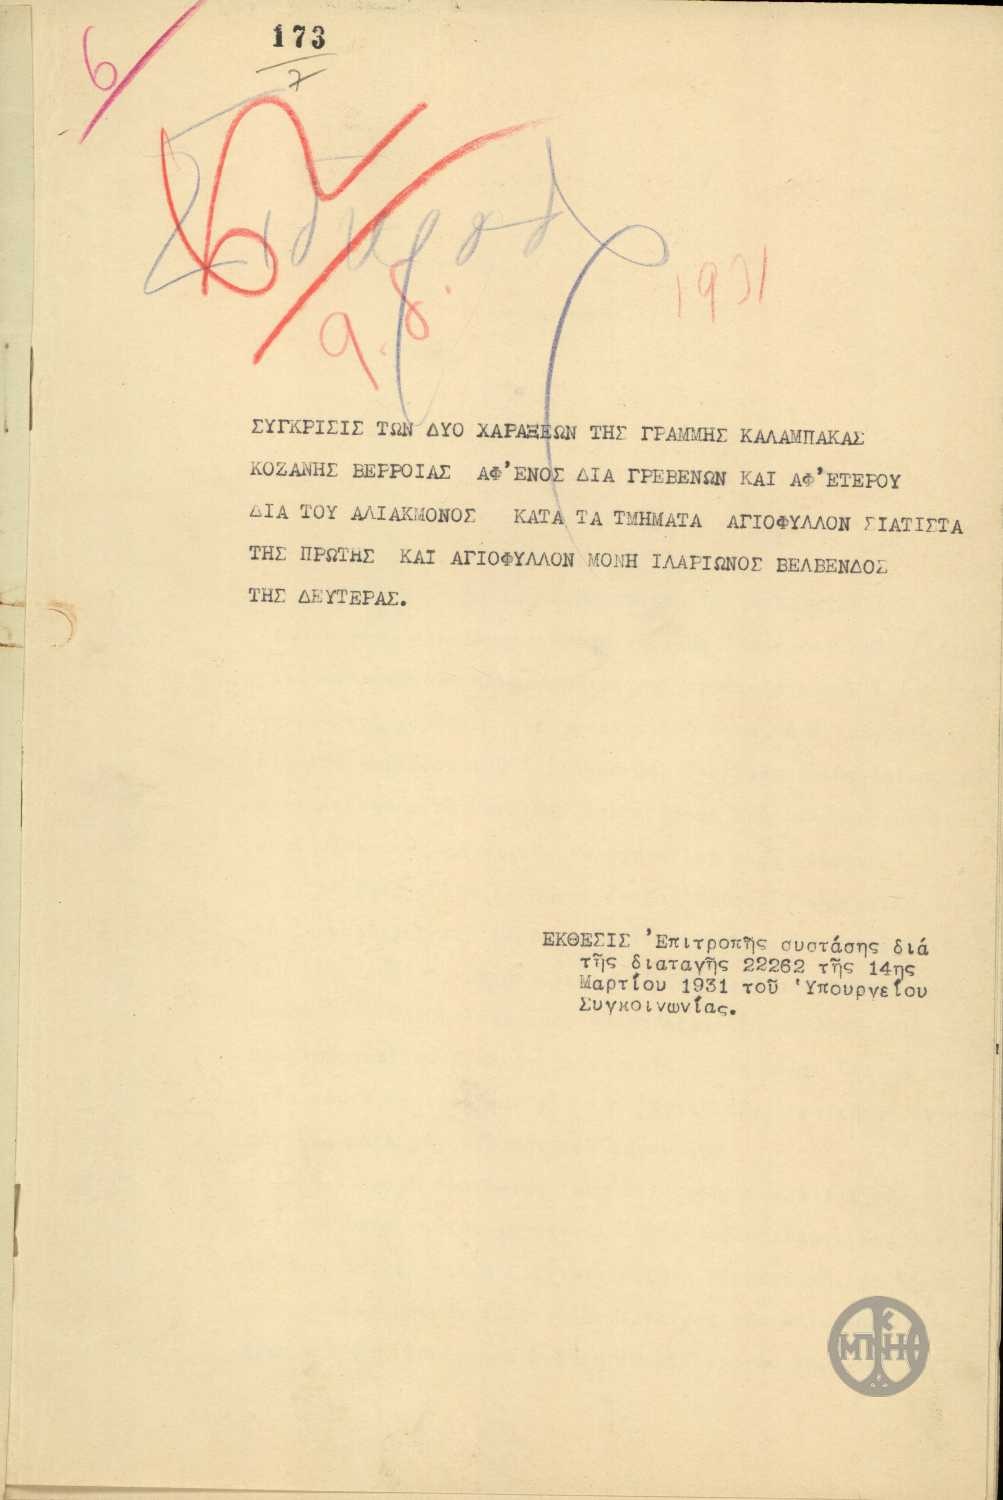 6
173
7
9.8.
1931
ΣΥΓΚΡΙΣΙΣ ΤΩΝ ΔΥΟ ΧΑΡΑΞΕΩΝ ΤΗΣ ΓΡΑΜΜΗΣ ΚΑΛΑΜΠΑΚΑΣ
ΚΟΖΑΝΗΣ ΒΕΡΡΟΙΑΣ ΑΦ'ΕΝΟΣ ΔΙΑ ΓΡΕΒΕΝΩΝ ΚΑΙ ΑΦ'ΕΤΕΡΟΥ
ΔΙΑ ΤΟΥ ΑΛΙΑΚΜΟΝΟΣ ΚΑΤΑ ΤΑ ΤΜΗΜΑΤΑ ΑΓΙΟΦΥΛΛΟΝ ΣΙΑΤΙΣΤΑ
ΤΗΣ ΠΡΩΤΗΣ ΚΑΙ ΑΓΙΟΦΥΛΛΟΝ ΜΟΝΗ ΙΛΑΡΙΩΝΟΣ ΒΕΛΒΕΝΔΟΣ
ΤΗΣ ΔΕΥΤΕΡΑΣ.
ΕΚΘΕΣΙΣ Ἐπιτροπῆς συστάσης διά
τῆς διαταγῆς 22262 τῆς 14ης
Μαρτίου 1931 τοῦ Ὑπουργείου
Συγκοινωνίας.
ΚΜΠΝΗ